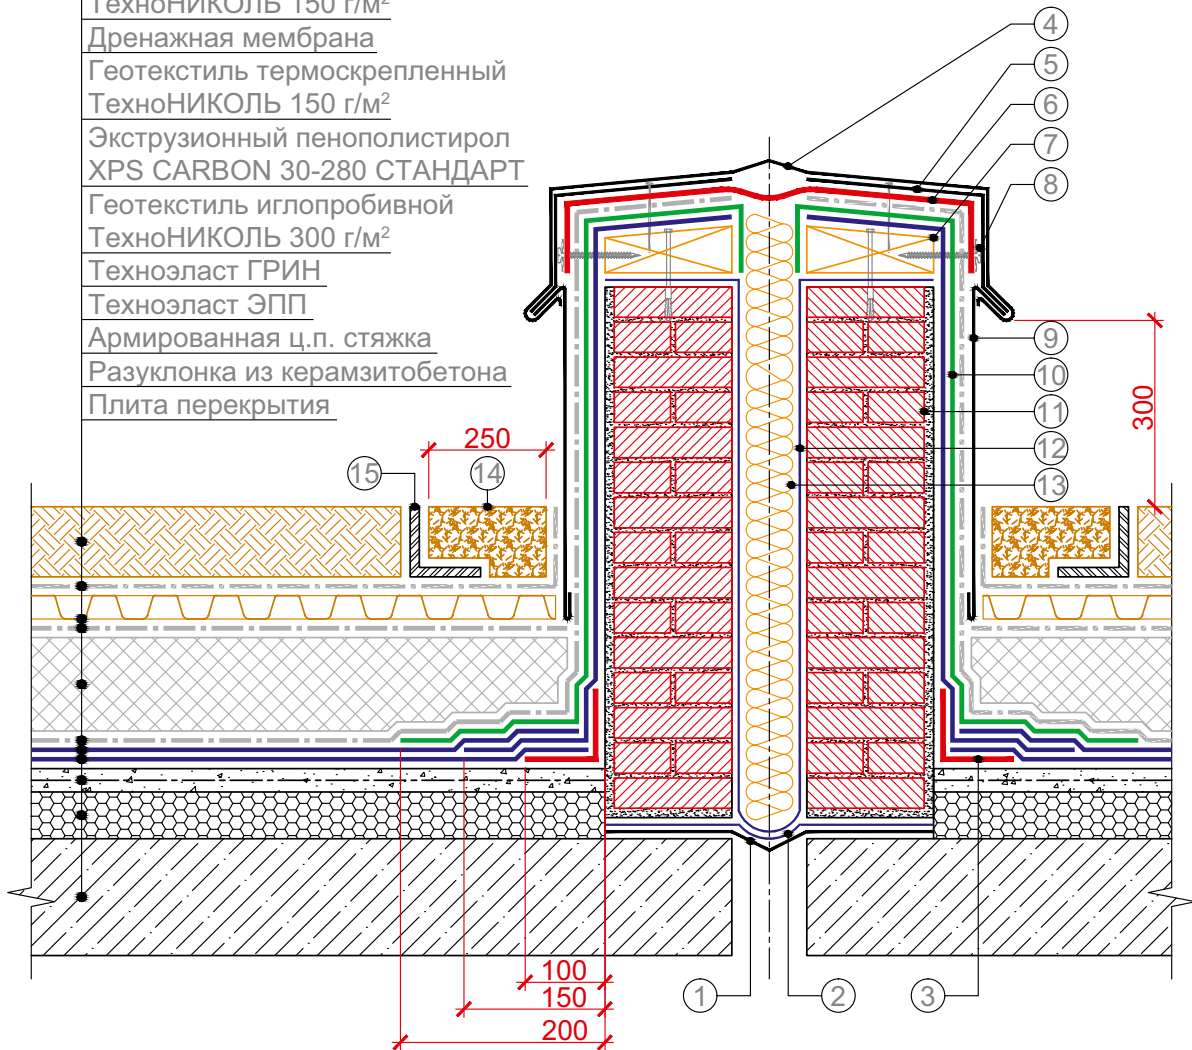 ТехноНИКОЛЬ 150 г/м²
Дренажная мембрана
Геотекстиль термоскрепленный
ТехноНИКОЛЬ 150 г/м²
Экструзионный пенополистирол
XPS CARBON 30-280 СТАНДАРТ
Геотекстиль иглопробивной
ТехноНИКОЛЬ 300 г/м²
Техноэласт ГРИН
Техноэласт ЭПП
Армированная ц.п. стяжка
Разуклонка из керамзитобетона
Плита перекрытия
4
5
6
7
8
9
10
11
12
13
300
250
15
14
100
150
200
1
2
3